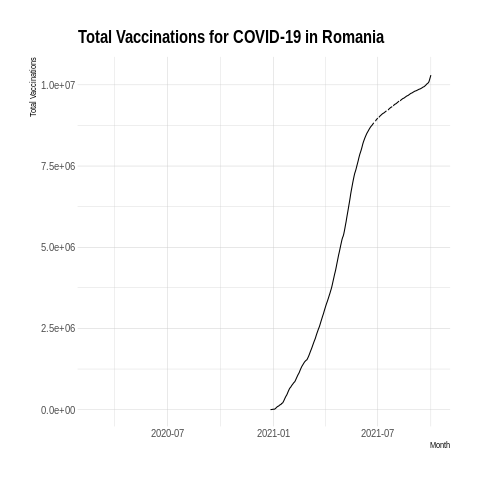 Total Vaccinations for COVID-19 in Romania
Total Vaccinations
1.0e+07
7.5e+06
5.0e+06
2.5e+06
0.0e+00
2020-07 2021-01 2021-07
Month